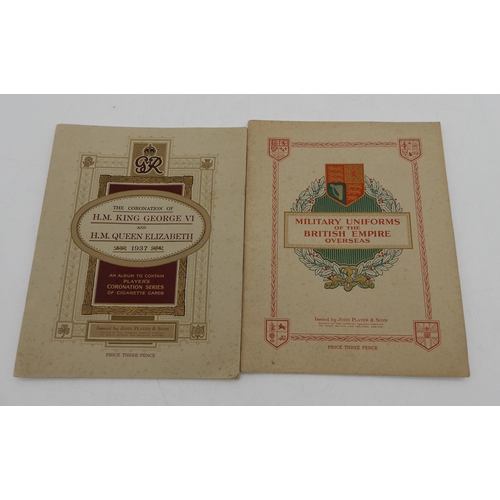 GR
THE CORONATION OF
H.M. KING GEORGE VI
AND
H.M. QUEEN ELIZABETH
1937
AN ALBUM TO CONTAIN
PLAYER'S
CORONATION SERIES
OF CIGARETTE CARDS
Issued by JOHN PLAYER & SONS
PRICE THREE PENCE
MILITARY UNIFORMS
OF THE
BRITISH EMPIRE
OVERSEAS
Issued by JOHN PLAYER & SONS
PRICE THREE PENCE